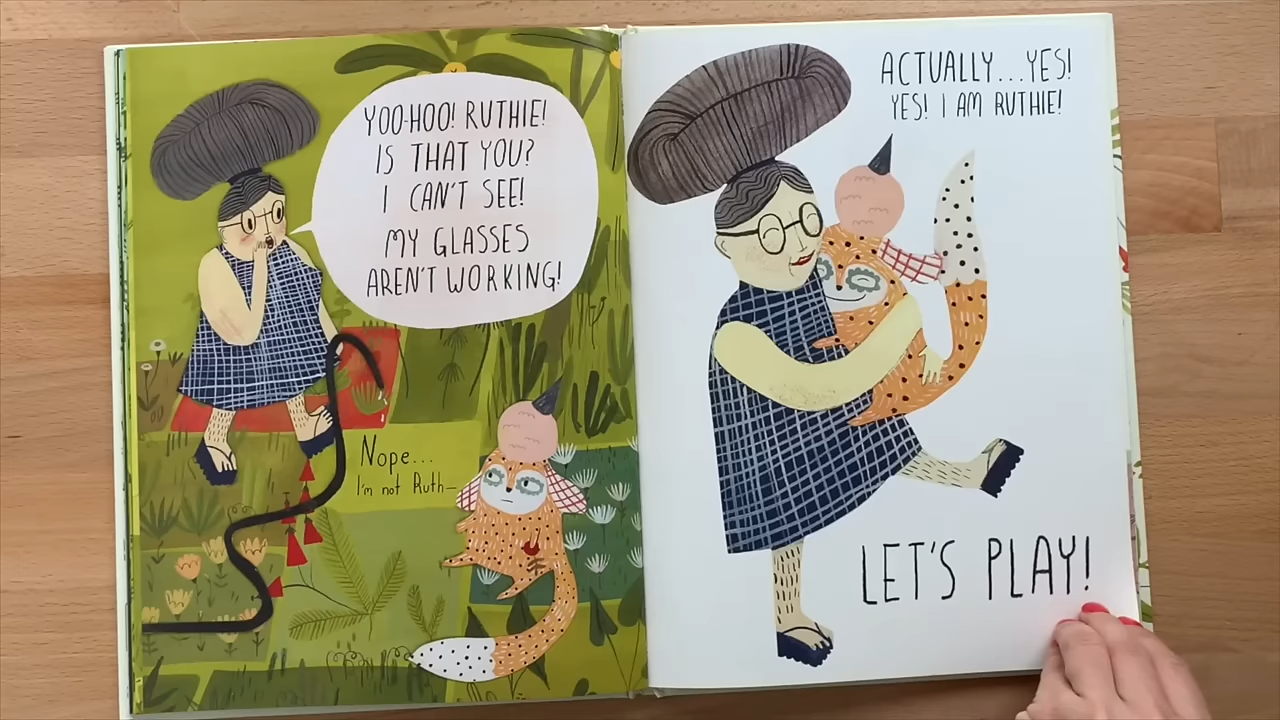 YOO-HOO! RUTHIE!
IS THAT YOU?
I CAN'T SEE!
MY GLASSES
AREN'T WORKING!
Nope...
I'm not Ruth—
ACTUALLY...YES!
YES! I AM RUTHIE!
LET'S PLAY!